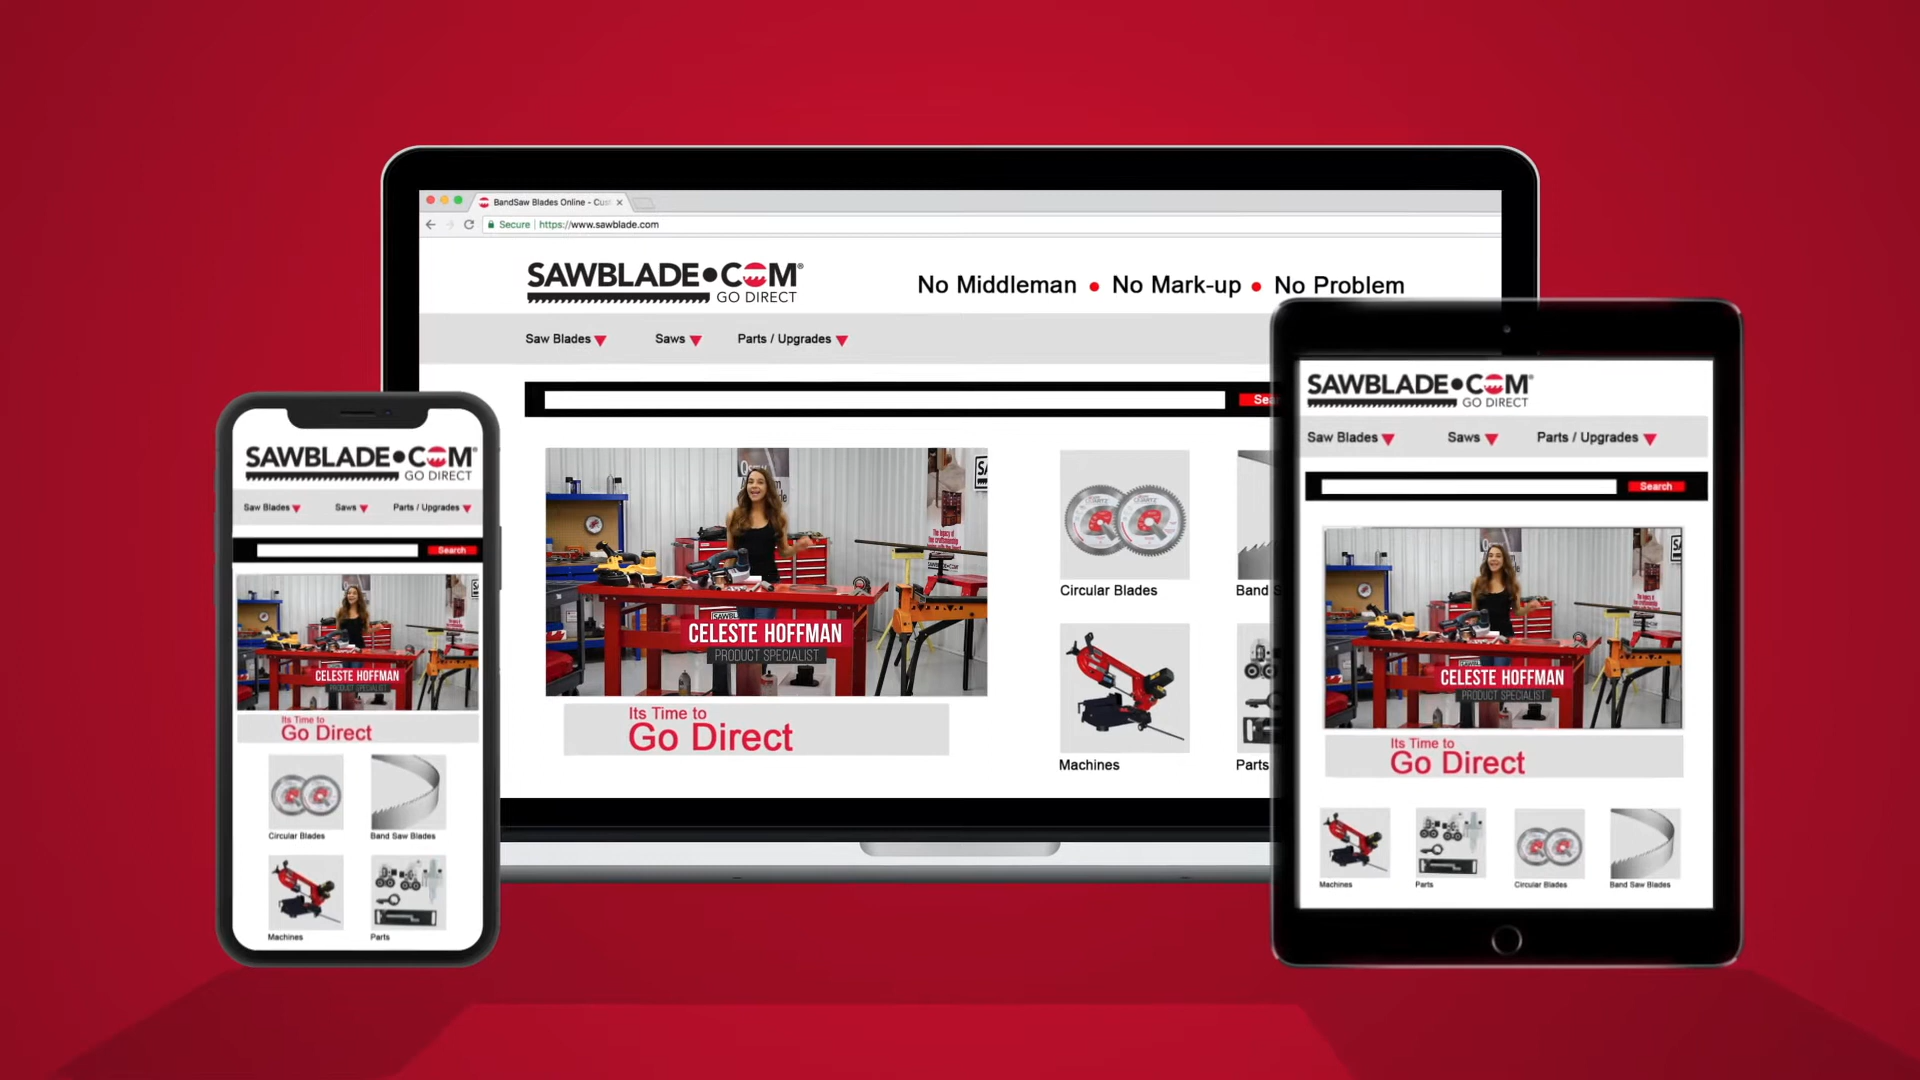 BandSaw Blades Online - Cus
Secure https://www.sawblade.com
SAWBLADE•COM®
GO DIRECT
No Middleman • No Mark-up • No Problem
Saw Blades Saws Parts / Upgrades
Sea
CELESTE HOFFMAN
PRODUCT SPECIALIST
Its Time to
Go Direct
Circular Blades
Band S
Machines
Parts
SAWBLADE•COM
GO DIRECT
Saw Blades Saws Parts / Upgrades
Search
CELESTE HOFFMAN
PRODUCT SPECIALIST
Its Time to
Go Direct
Circular Blades Band Saw Blades
Machines Parts
SAWBLADE•COM®
GO DIRECT
Saw Blades Saws Parts / Upgrades
Search
CELESTE HOFFMAN
PRODUCT SPECIALIST
Its Time to
Go Direct
Machines Parts Circular Blades Band Saw Blades